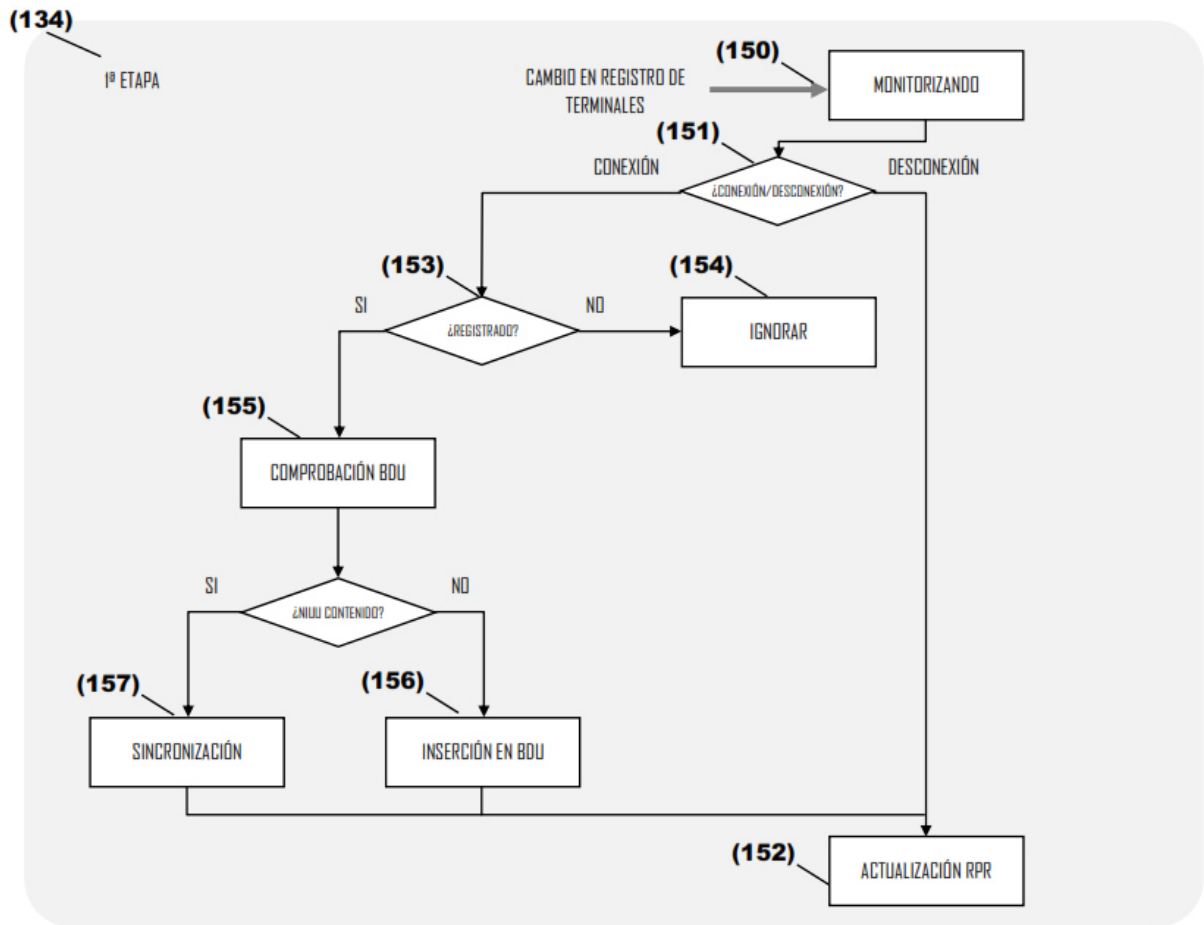 (134)
1ª ETAPA
(150)
CAMBIO EN REGISTRO DE
TERMINALES
MONITORIZANDO
(151)
CONEXIÓN
DESCONEXIÓN
¿CONEXIÓN/DESCONEXIÓN?
(153)
(154)
SI
NO
¿REGISTRADO?
IGNORAR
(155)
COMPROBACIÓN BDU
SI
NO
¿NIUU CONTENIDO?
(157)
(156)
SINCRONIZACIÓN
INSERCIÓN EN BDU
(152)
ACTUALIZACIÓN RPR